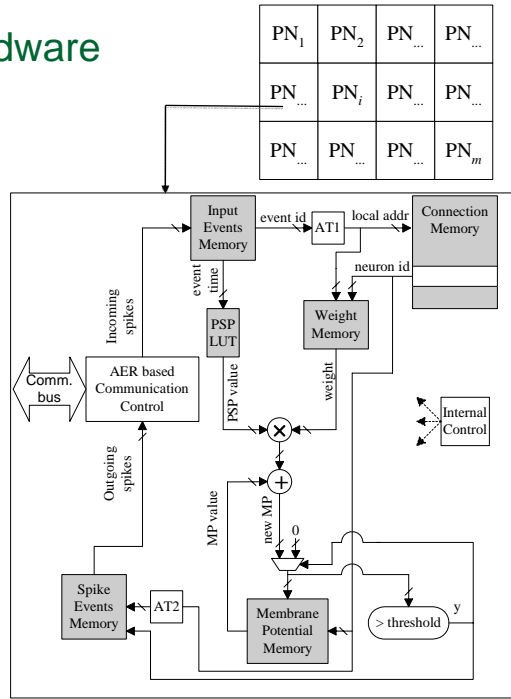 dware
PN1 PN2 PN... PN...
PN... PNi PN... PN...
PN... PN... PN... PNm
Input
Events
Memory
event id
AT1
local addr
Connection
Memory
neuron id
event
time
Incoming
spikes
PSP
LUT
Weight
Memory
Comm.
bus
AER based
Communication
Control
PSP value
weight
Internal
Control
×
Outgoing
spikes
+
MP value
new MP
0
Spike
Events
Memory
AT2
Membrane
Potential
Memory
> threshold
y